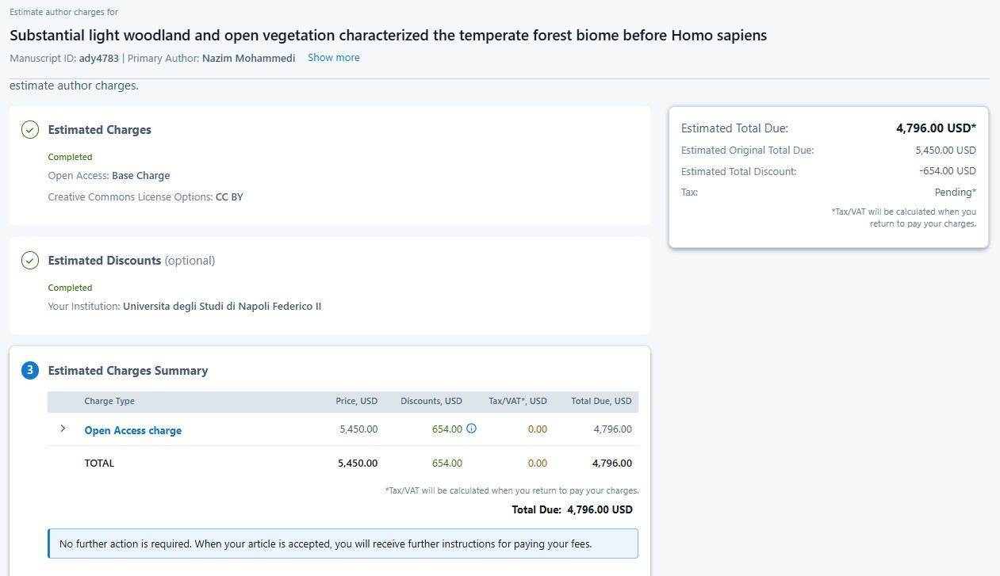 Estimate author charges for
Substantial light woodland and open vegetation characterized the temperate forest biome before Homo sapiens
Manuscript ID: ady4783 | Primary Author: Nazim Mohammedi Show more
estimate author charges.
Estimated Charges
Completed
Open Access: Base Charge
Creative Commons License Options: CC BY
Estimated Discounts (optional)
Completed
Your Institution: Universita degli Studi di Napoli Federico II
3 Estimated Charges Summary
Charge Type Price, USD Discounts, USD Tax/VAT*, USD Total Due, USD
Open Access charge 5,450.00 654.00 0.00 4,796.00
TOTAL 5,450.00 654.00 0.00 4,796.00
*Tax/VAT will be calculated when you return to pay your charges.
Total Due: 4,796.00 USD
No further action is required. When your article is accepted, you will receive further instructions for paying your fees.
Estimated Total Due: 4,796.00 USD*
Estimated Original Total Due: 5,450.00 USD
Estimated Total Discount: -654.00 USD
Tax: Pending*
*Tax/VAT will be calculated when you
return to pay your charges.